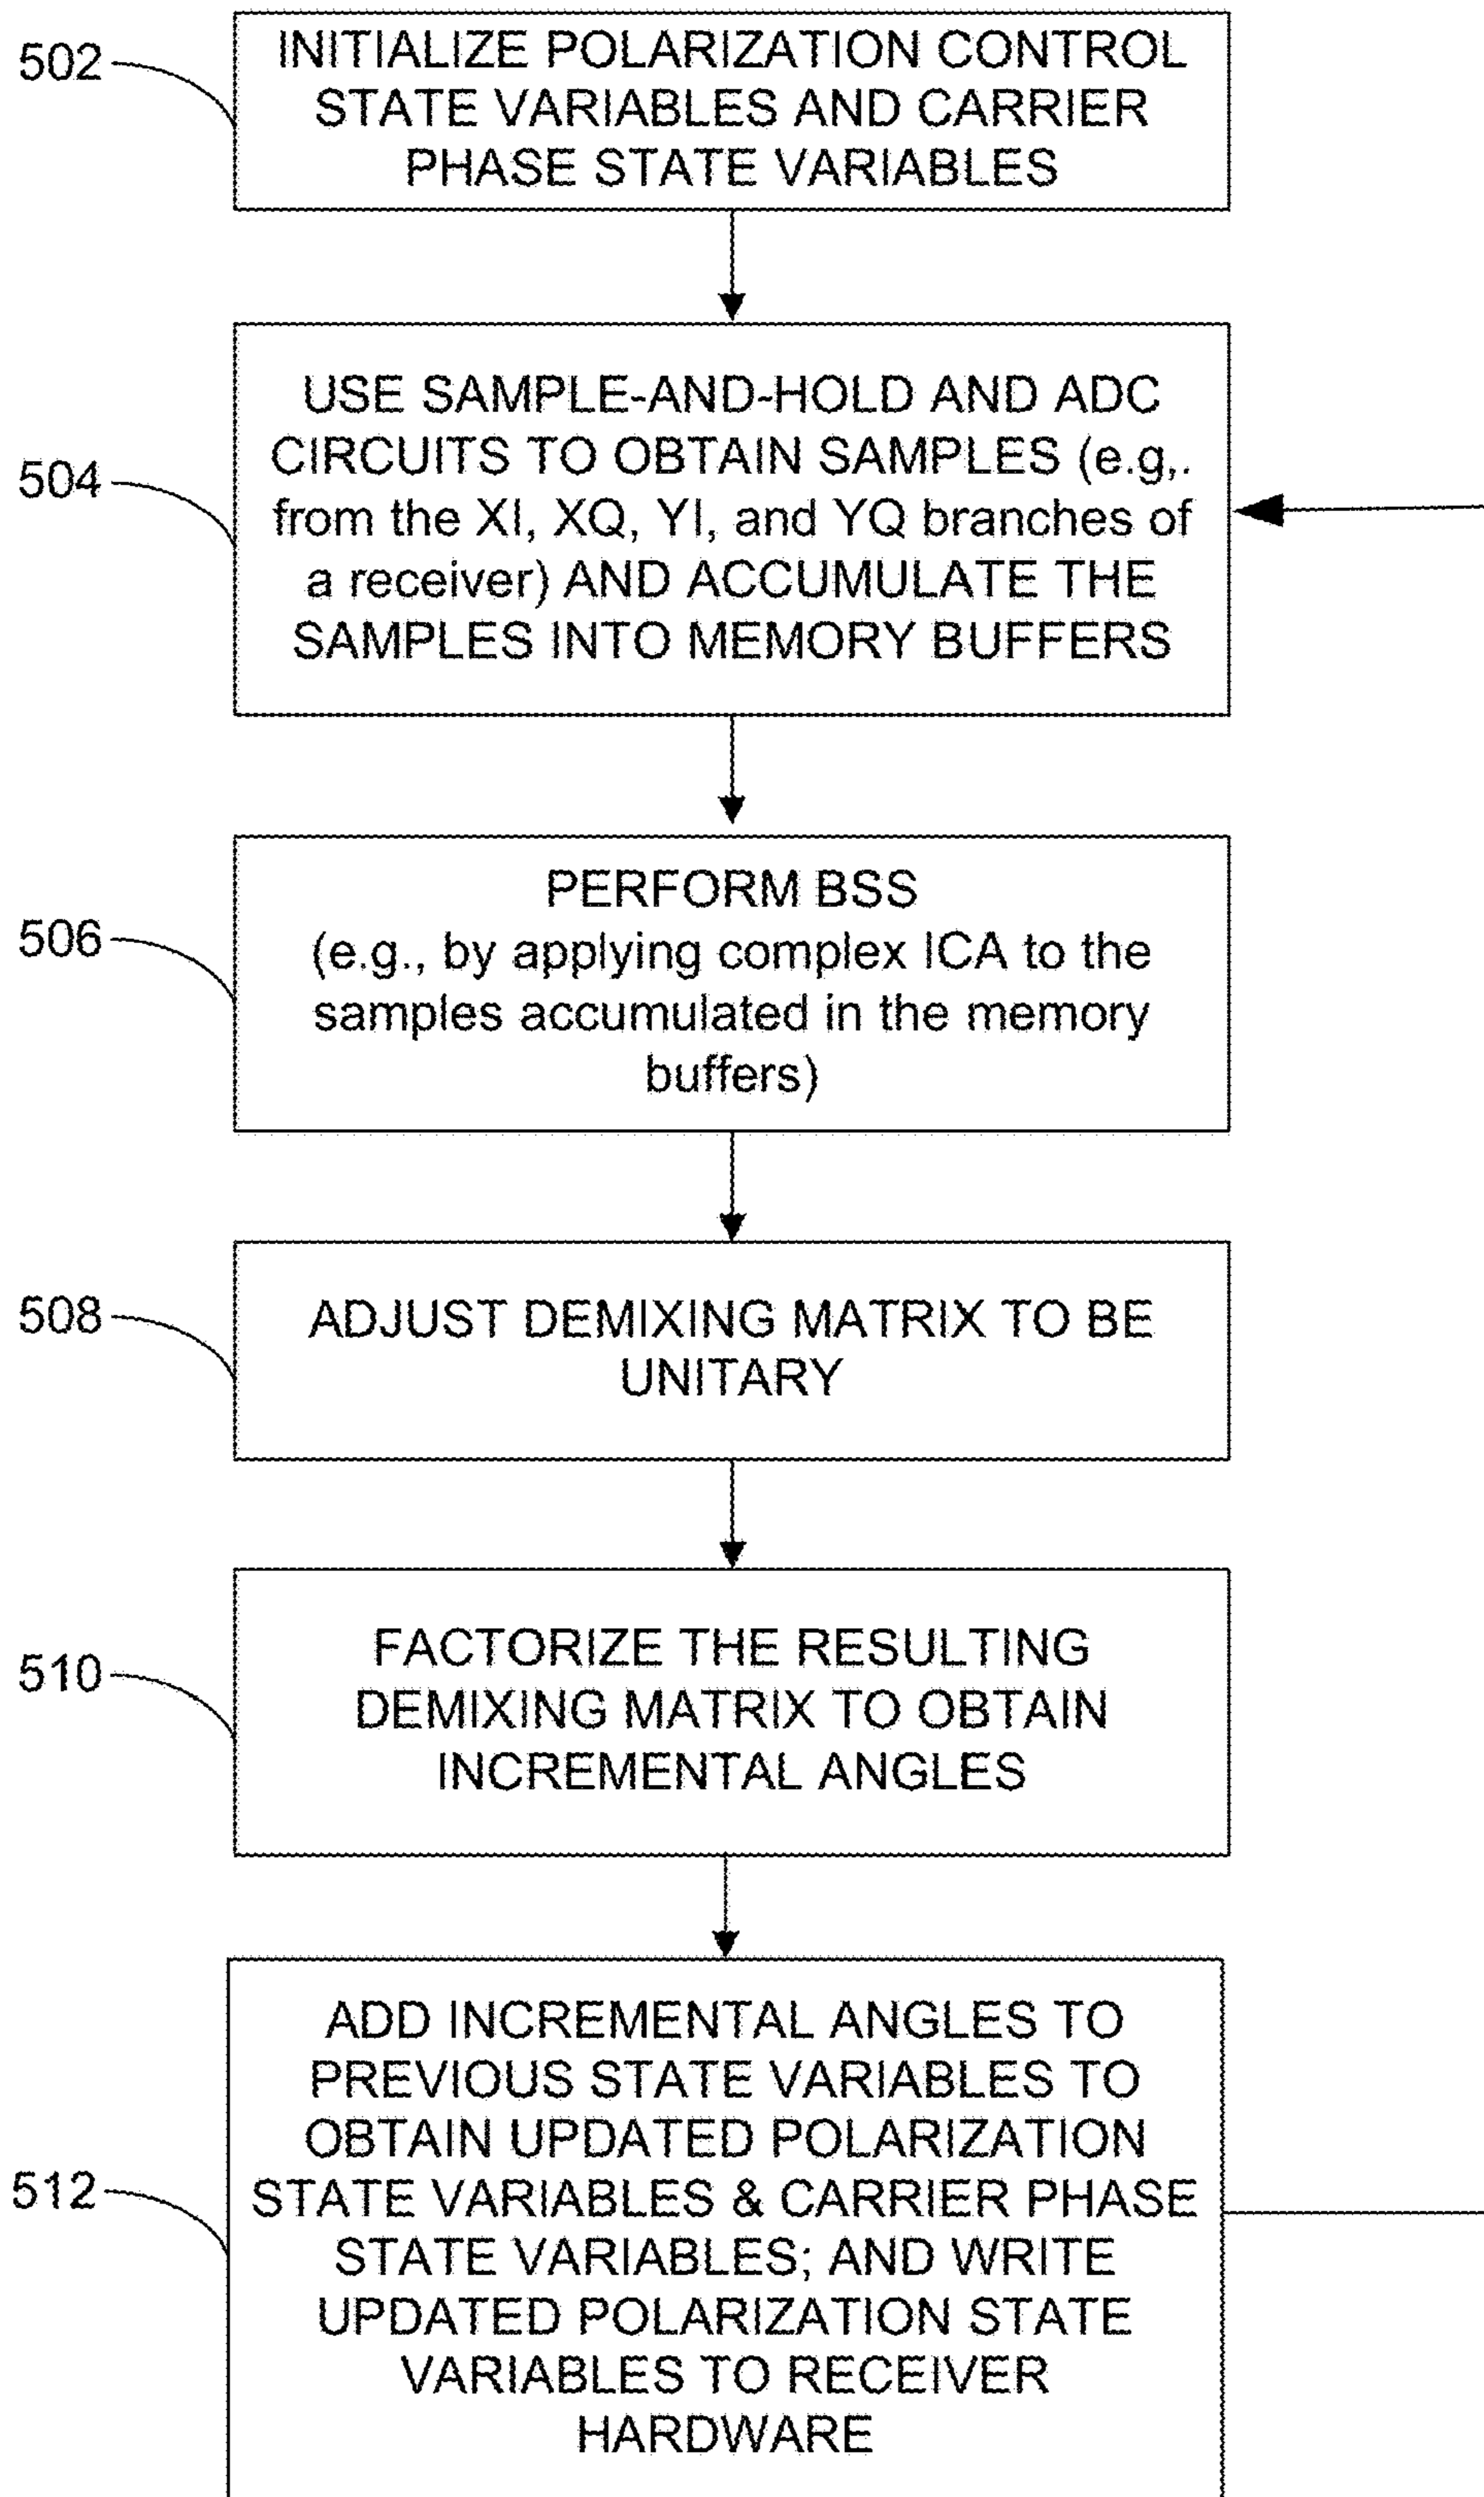 502
INITIALIZE POLARIZATION CONTROL
STATE VARIABLES AND CARRIER
PHASE STATE VARIABLES
504
USE SAMPLE-AND-HOLD AND ADC
CIRCUITS TO OBTAIN SAMPLES (e.g,.
from the XI, XQ, YI, and YQ branches of
a receiver) AND ACCUMULATE THE
SAMPLES INTO MEMORY BUFFERS
506
PERFORM BSS
(e.g., by applying complex ICA to the
samples accumulated in the memory
buffers)
508
ADJUST DEMIXING MATRIX TO BE
UNITARY
510
FACTORIZE THE RESULTING
DEMIXING MATRIX TO OBTAIN
INCREMENTAL ANGLES
512
ADD INCREMENTAL ANGLES TO
PREVIOUS STATE VARIABLES TO
OBTAIN UPDATED POLARIZATION
STATE VARIABLES & CARRIER PHASE
STATE VARIABLES; AND WRITE
UPDATED POLARIZATION STATE
VARIABLES TO RECEIVER
HARDWARE